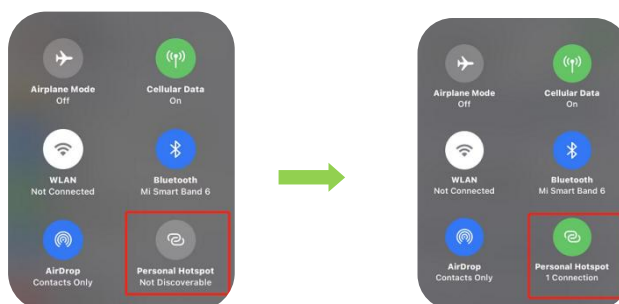 Airplane Mode
Off
Cellular Data
On
WLAN
Not Connected
Bluetooth
Mi Smart Band 6
AirDrop
Contacts Only
Personal Hotspot
Not Discoverable
Airplane Mode
Off
Cellular Data
On
WLAN
Not Connected
Bluetooth
Mi Smart Band 6
AirDrop
Contacts Only
Personal Hotspot
1 Connection